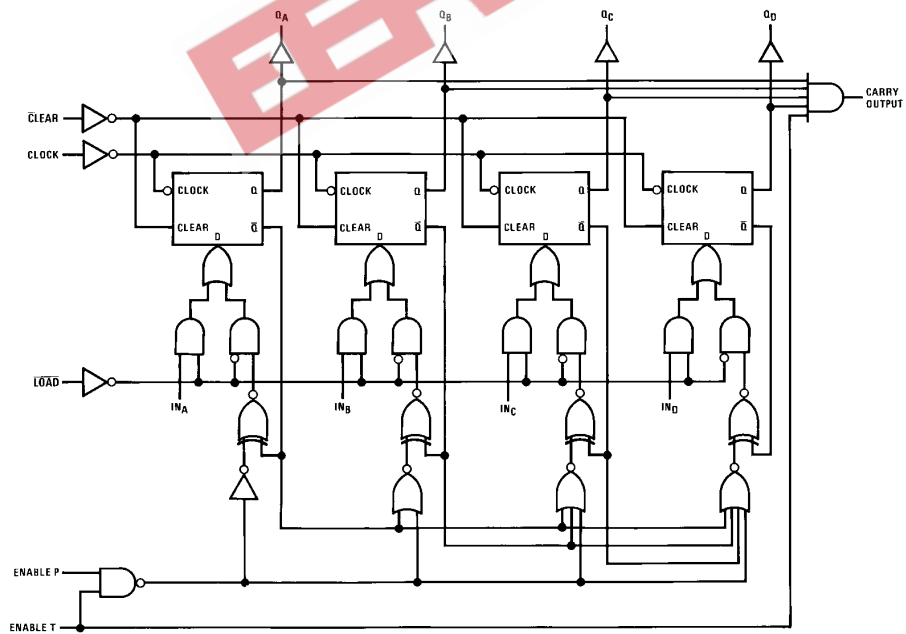 QA QB QC QD
CARRY OUTPUT
CLEAR
CLOCK
CLOCK Q CLOCK Q CLOCK Q CLOCK Q
CLEAR Q̅ CLEAR Q̅ CLEAR Q̅ CLEAR Q̅
D D D D
L̅O̅A̅D̅
INA INB INC IND
ENABLE P
ENABLE T